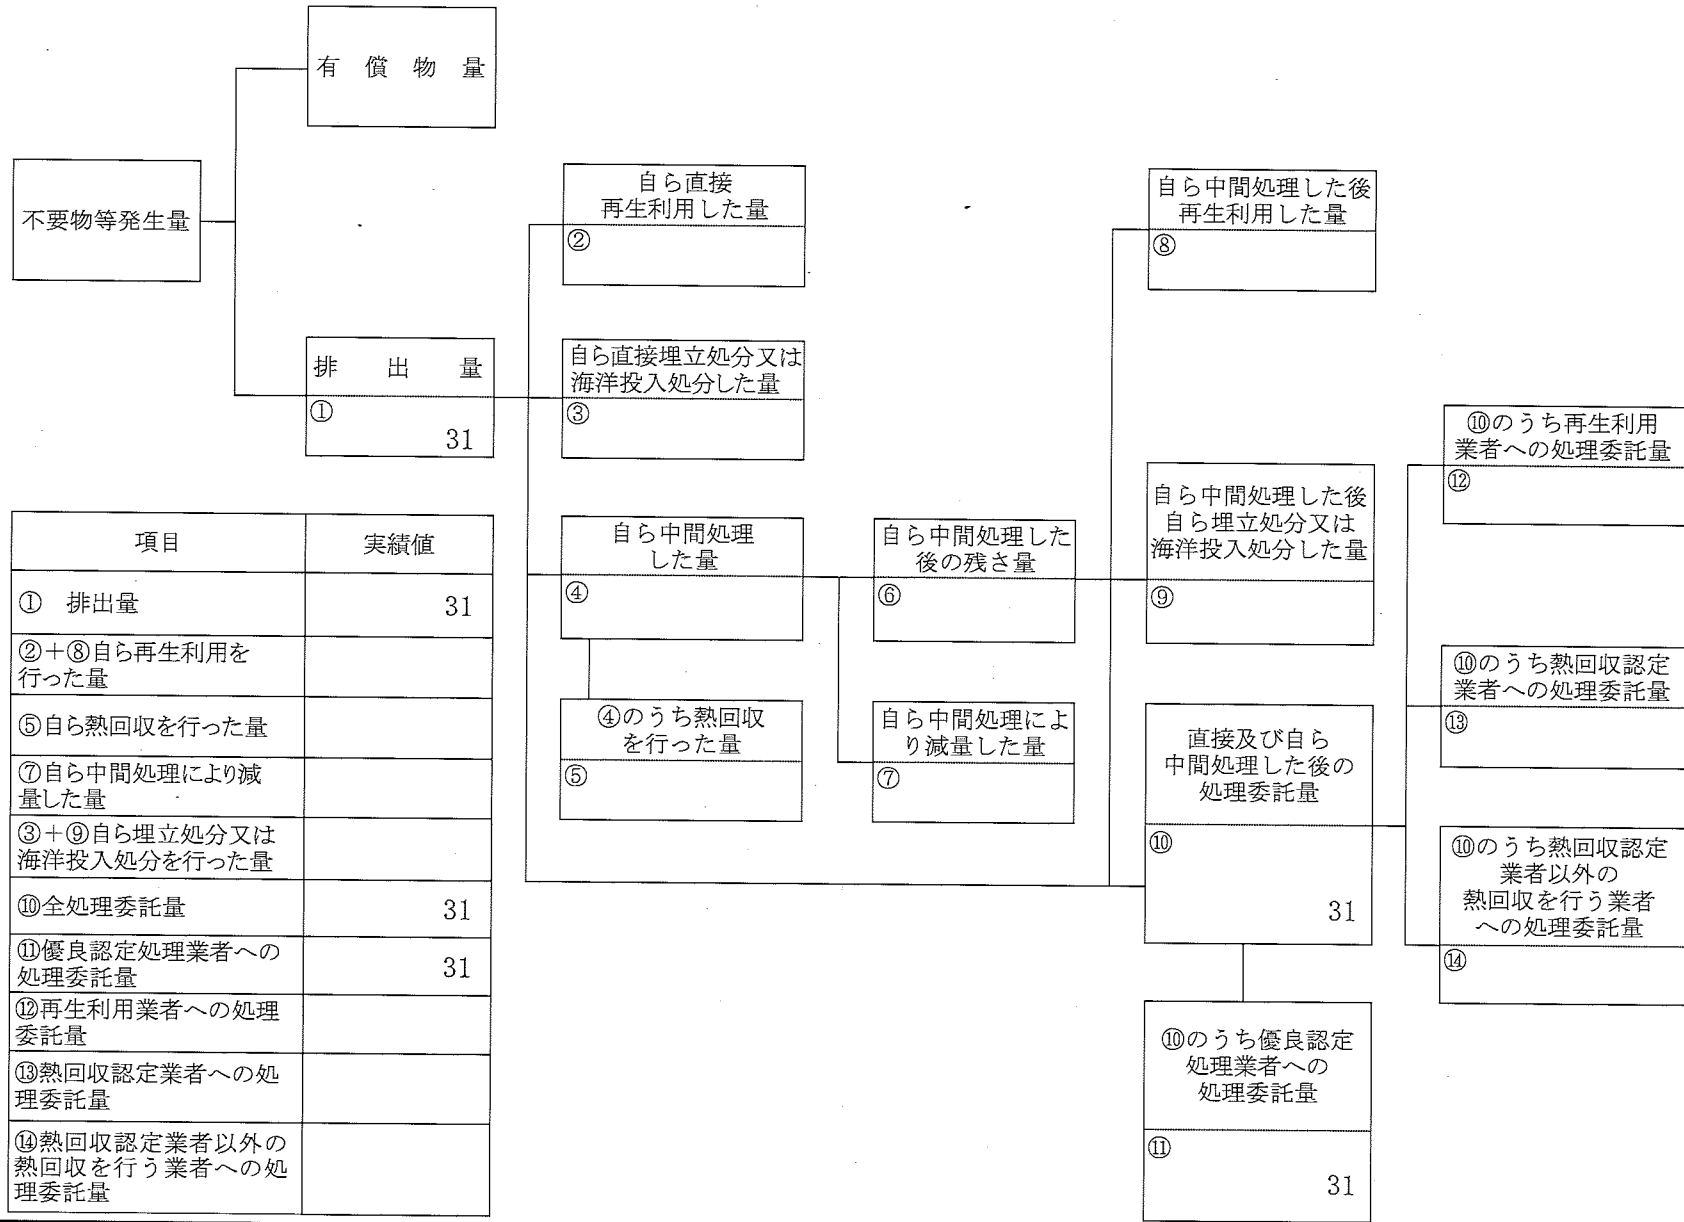 有償物量
不要物等発生量
自ら直接
再生利用した量
②
自ら中間処理した後
再生利用した量
⑧
排出量
①
31
自ら直接埋立処分又は
海洋投入処分した量
③
⑩のうち再生利用
業者への処理委託量
⑫
自ら中間処理
した量
④
自ら中間処理した
後の残さ量
⑥
自ら中間処理した後
自ら埋立処分又は
海洋投入処分した量
⑨
⑩のうち熱回収認定
業者への処理委託量
⑬
④のうち熱回収
を行った量
⑤
自ら中間処理によ
り減量した量
⑦
直接及び自ら
中間処理した後の
処理委託量
⑩
31
⑩のうち熱回収認定
業者以外の
熱回収を行う業者
への処理委託量
⑭
⑩のうち優良認定
処理業者への
処理委託量
⑪
31
項目 実績値
① 排出量 31
②+⑧自ら再生利用を
行った量
⑤自ら熱回収を行った量
⑦自ら中間処理により減
量した量
③+⑨自ら埋立処分又は
海洋投入処分を行った量
⑩全処理委託量 31
⑪優良認定処理業者への
処理委託量 31
⑫再生利用業者への処理
委託量
⑬熱回収認定業者への処
理委託量
⑭熱回収認定業者以外の
熱回収を行う業者への処
理委託量